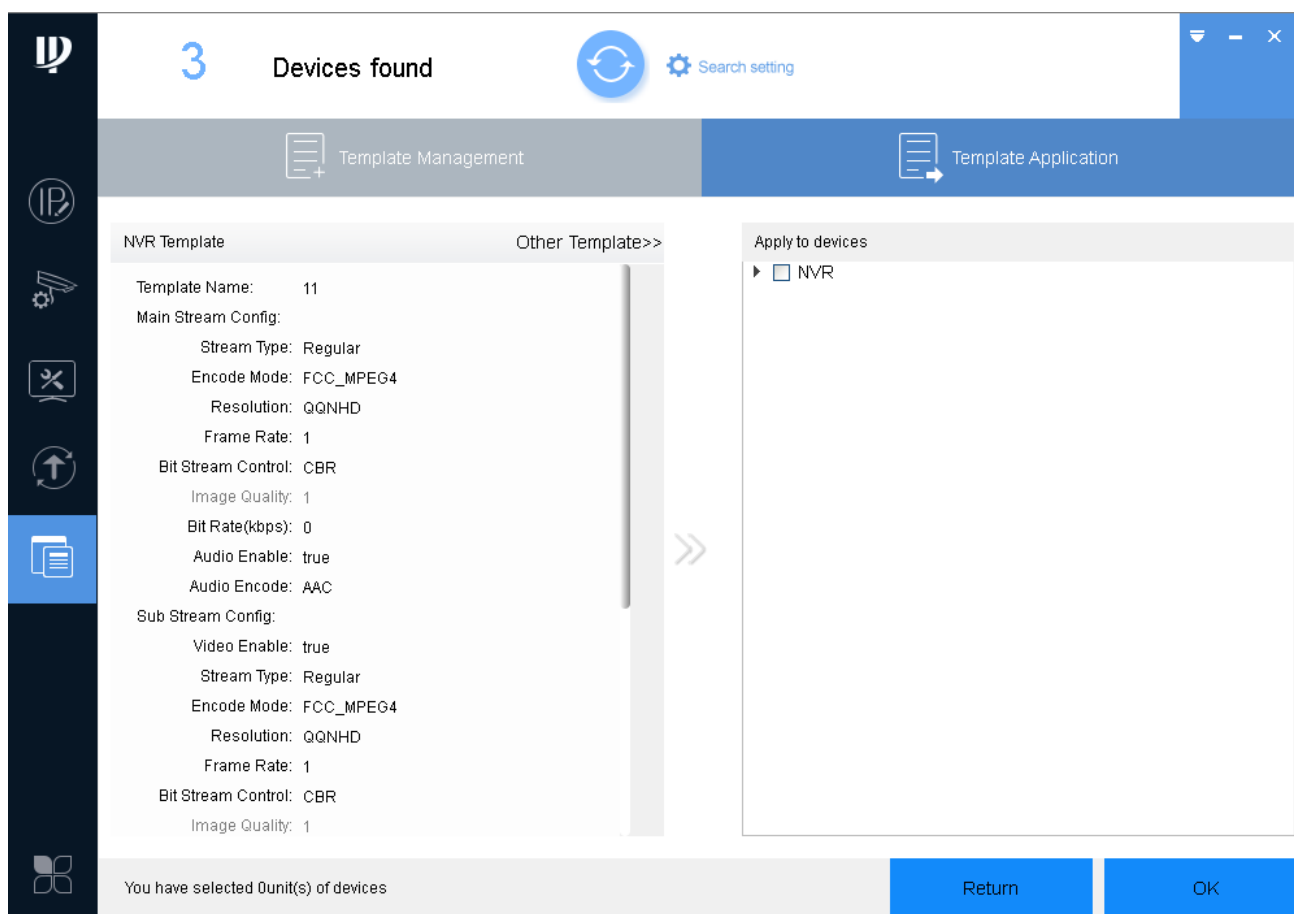 3 Devices found
Search setting
Template Management
Template Application
IP
NVR Template
Other Template>>
Template Name: 11
Main Stream Config:
Stream Type: Regular
Encode Mode: FCC_MPEG4
Resolution: QQNHD
Frame Rate: 1
Bit Stream Control: CBR
Image Quality: 1
Bit Rate(kbps): 0
Audio Enable: true
Audio Encode: AAC
Sub Stream Config:
Video Enable: true
Stream Type: Regular
Encode Mode: FCC_MPEG4
Resolution: QQNHD
Frame Rate: 1
Bit Stream Control: CBR
Image Quality: 1
Apply to devices
NVR
You have selected 0unit(s) of devices
Return
OK